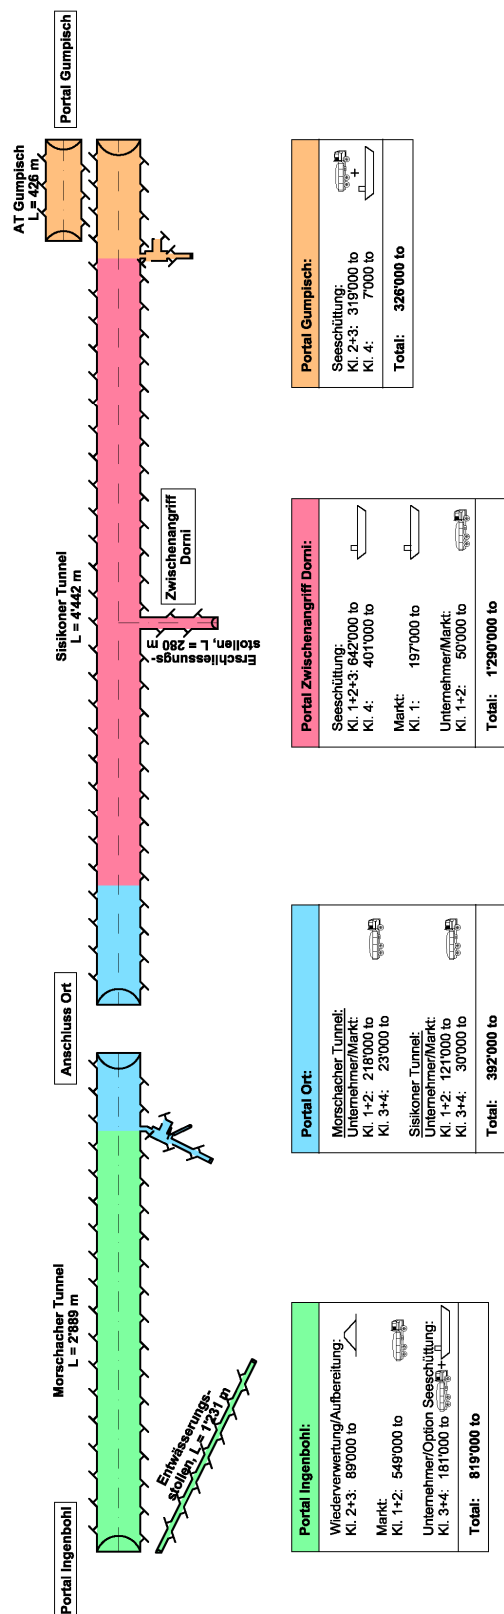 Portal Ingenbohl
Morschacher Tunnel
L = 2'889 m
Anschluss Ort
Sisikoner Tunnel
L = 4'442 m
AT Gumpisch
L = 426 m
Portal Gumpisch
Entwässerungs-
stollen, L = 1'231 m
Erschliessungs-
stollen, L = 280 m
Zwischenangriff
Dorni
Portal Ingenbohl:
Wiederverwertung/Aufbereitung:
Kl. 2+3: 89'000 to
Markt:
Kl. 1+2: 549'000 to
Unternehmer/Option Seeschüttung:
Kl. 3+4: 181'000 to
+
Total: 819'000 to
Portal Ort:
Morschacher Tunnel:
Unternehmer/Markt:
Kl. 1+2: 218'000 to
Kl. 3+4: 23'000 to
Sisikoner Tunnel:
Unternehmer/Markt:
Kl. 1+2: 121'000 to
Kl. 3+4: 30'000 to
Total: 392'000 to
Portal Zwischenangriff Dorni:
Seeschüttung:
Kl. 1+2+3: 642'000 to
Kl. 4: 401'000 to
Markt:
Kl. 1: 197'000 to
Unternehmer/Markt:
Kl. 1+2: 50'000 to
Total: 1'290'000 to
Portal Gumpisch:
Seeschüttung:
Kl. 2+3: 319'000 to
Kl. 4: 7'000 to
+
Total: 326'000 to